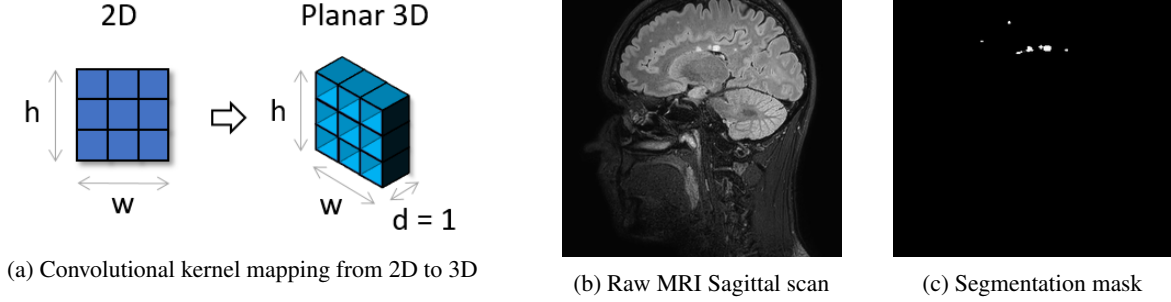 2D
Planar 3D
h
w
h
w
d = 1
(a) Convolutional kernel mapping from 2D to 3D
(b) Raw MRI Sagittal scan
(c) Segmentation mask